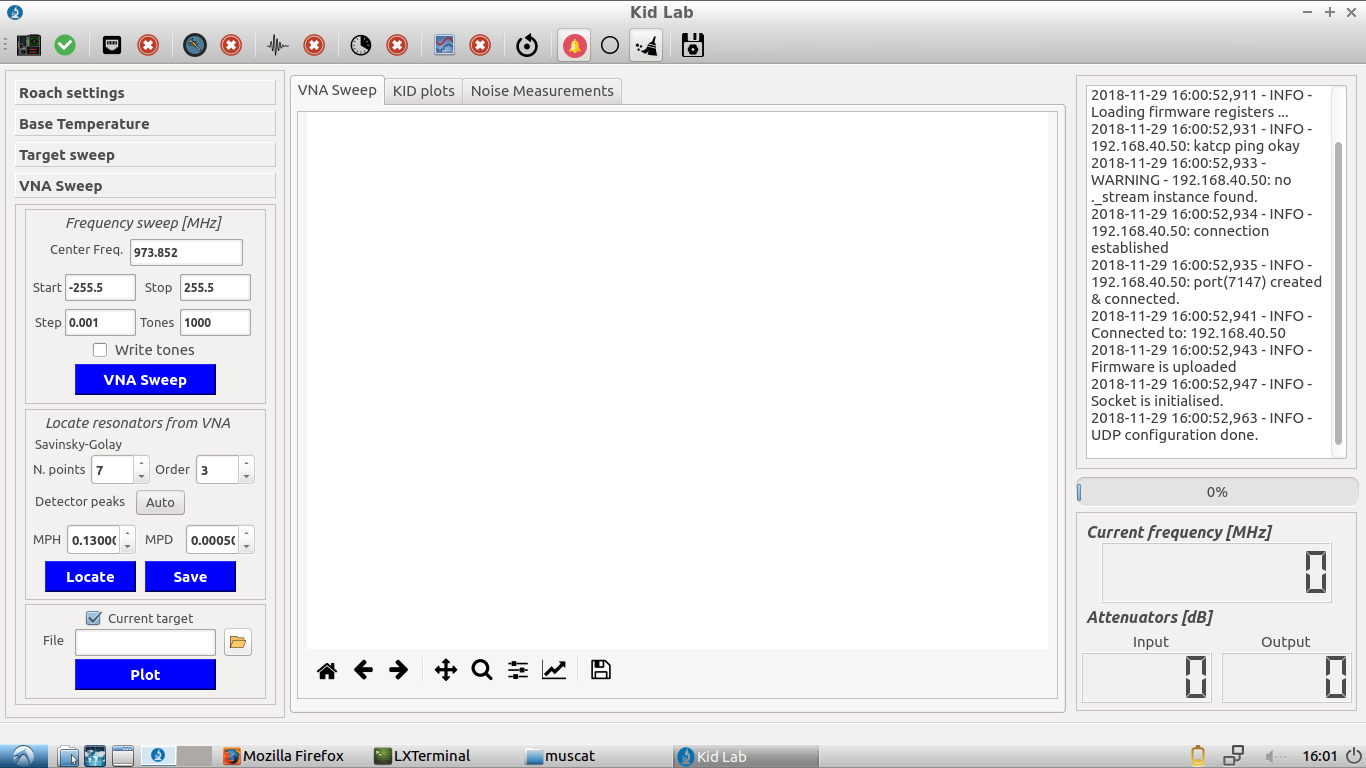 Kid Lab
Roach settings
Base Temperature
Target sweep
VNA Sweep
Frequency sweep [MHz]
Center Freq. 973.852
Start -255.5 Stop 255.5
Step 0.001 Tones 1000
Write tones
VNA Sweep
Locate resonators from VNA
Savinsky-Golay
N. points 7 Order 3
Detector peaks Auto
MPH 0.1300 MPD 0.0005
Locate Save
Current target
File
Plot
VNA Sweep KID plots Noise Measurements
2018-11-29 16:00:52,911 - INFO -
Loading firmware registers ...
2018-11-29 16:00:52,931 - INFO -
192.168.40.50: katcp ping okay
2018-11-29 16:00:52,933 -
WARNING - 192.168.40.50: no
._stream instance found.
2018-11-29 16:00:52,934 - INFO -
192.168.40.50: connection
established
2018-11-29 16:00:52,935 - INFO -
192.168.40.50: port(7147) created
& connected.
2018-11-29 16:00:52,941 - INFO -
Connected to: 192.168.40.50
2018-11-29 16:00:52,943 - INFO -
Firmware is uploaded
2018-11-29 16:00:52,947 - INFO -
Socket is initialised.
2018-11-29 16:00:52,963 - INFO -
UDP configuration done.
0%
Current frequency [MHz]
0
Attenuators [dB]
Input Output
0 0
Mozilla Firefox LXTerminal muscat Kid Lab 16:01